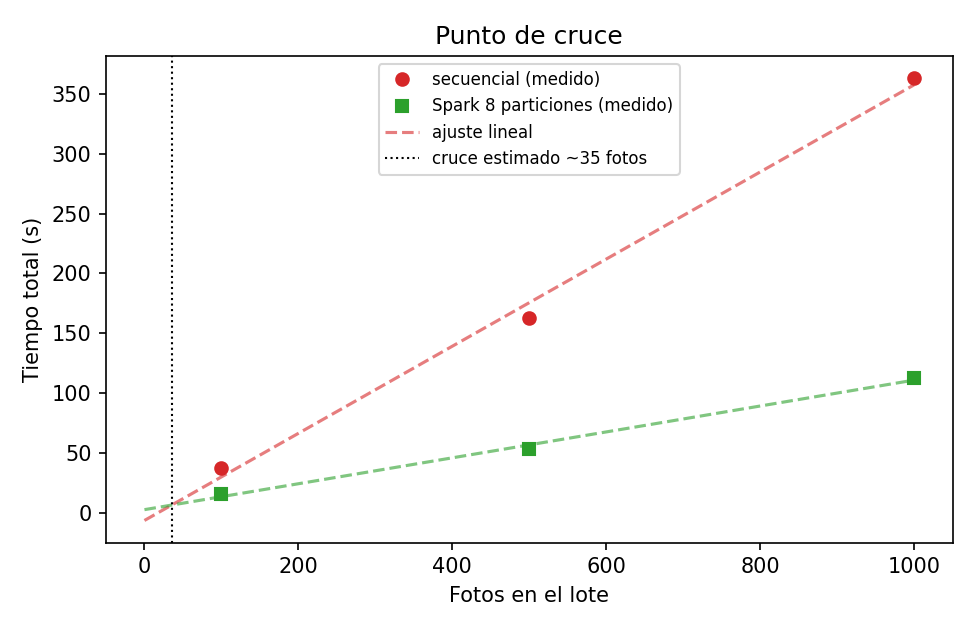 Punto de cruce
secuencial (medido)
Spark 8 particiones (medido)
ajuste lineal
cruce estimado ~35 fotos
Tiempo total (s)
350
300
250
200
150
100
50
0
0 200 400 600 800 1000
Fotos en el lote